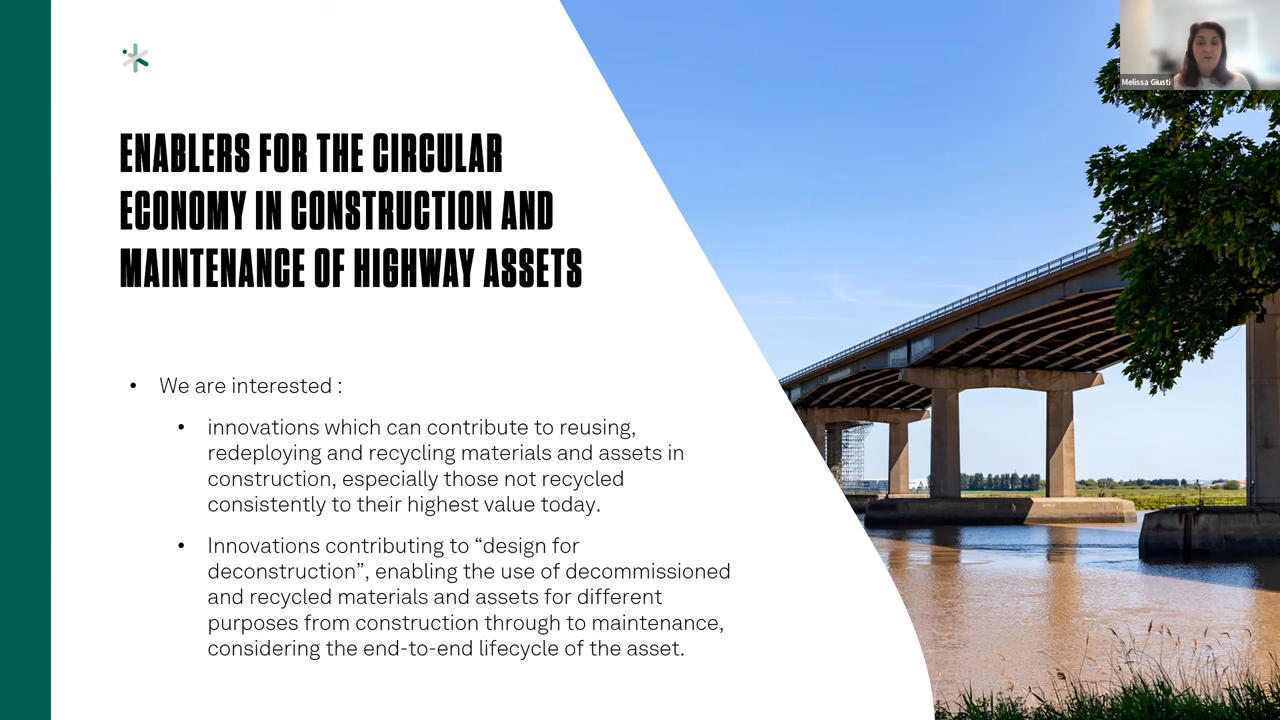 ENABLERS FOR THE CIRCULAR
ECONOMY IN CONSTRUCTION AND
MAINTENANCE OF HIGHWAY ASSETS
• We are interested :
• innovations which can contribute to reusing,
redeploying and recycling materials and assets in
construction, especially those not recycled
consistently to their highest value today.
• Innovations contributing to “design for
deconstruction”, enabling the use of decommissioned
and recycled materials and assets for different
purposes from construction through to maintenance,
considering the end-to-end lifecycle of the asset.
Melissa Giusti